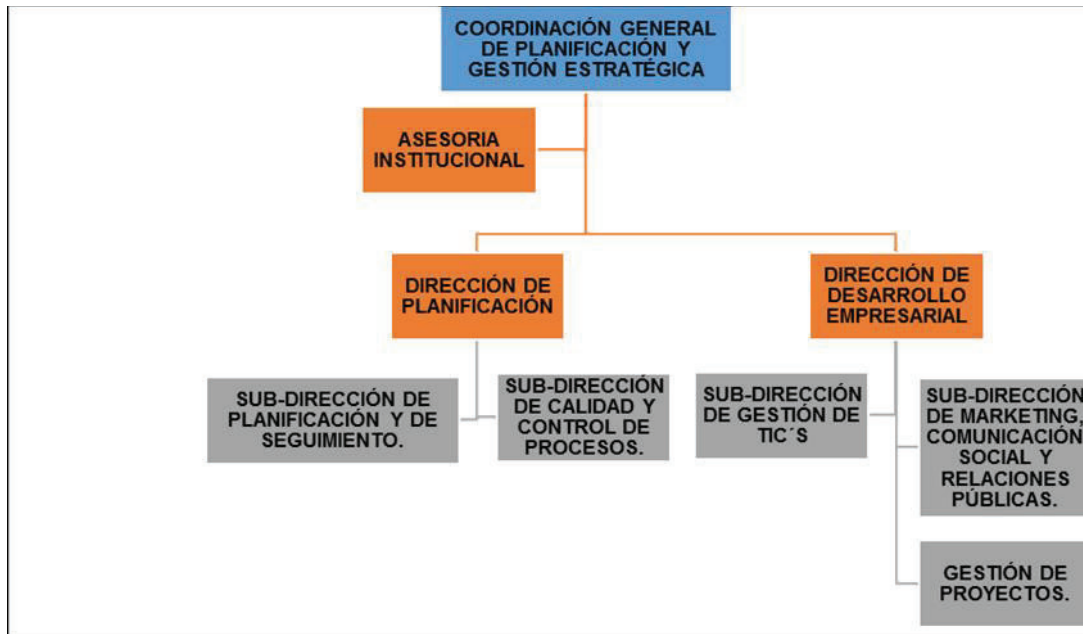 COORDINACIÓN GENERAL
DE PLANIFICACIÓN Y
GESTIÓN ESTRATÉGICA
ASESORIA
INSTITUCIONAL
DIRECCIÓN DE
PLANIFICACIÓN
DIRECCIÓN DE
DESARROLLO
EMPRESARIAL
SUB-DIRECCIÓN DE
PLANIFICACIÓN Y DE
SEGUIMIENTO.
SUB-DIRECCIÓN
DE CALIDAD Y
CONTROL DE
PROCESOS.
SUB-DIRECCIÓN
DE GESTIÓN DE
TIC´S
SUB-DIRECCIÓN
DE MARKETING,
COMUNICACIÓN
SOCIAL Y
RELACIONES
PÚBLICAS.
GESTIÓN DE
PROYECTOS.